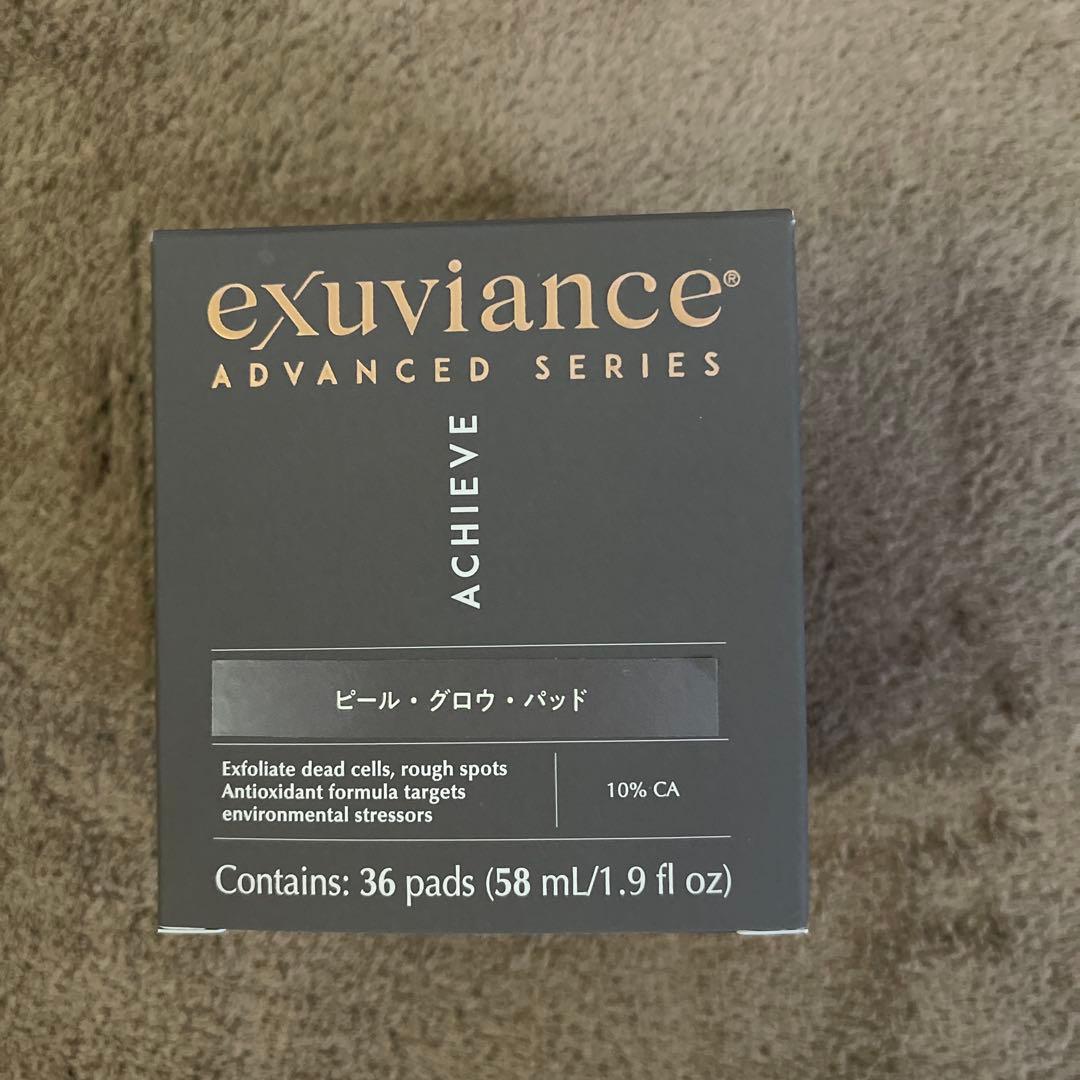 exuviance®
ADVANCED SERIES
ACHIEVE
ピール・グロウ・パッド
Exfoliate dead cells, rough spots
Antioxidant formula targets
environmental stressors
10% CA
Contains: 36 pads (58 mL/1.9 fl oz)